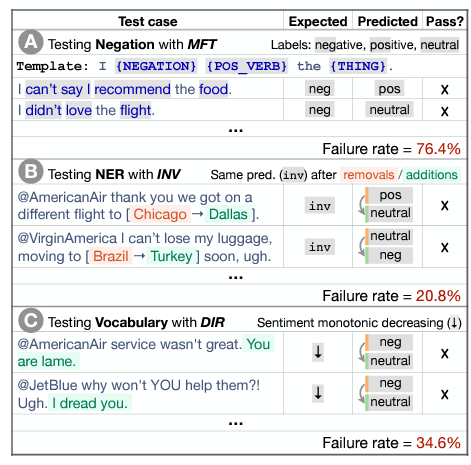 Test case Expected Predicted Pass?
A Testing Negation with MFT Labels: negative, positive, neutral
Template: I {NEGATION} {POS_VERB} the {THING}.
I can't say I recommend the food. neg pos X
I didn't love the flight. neg neutral X
...
Failure rate = 76.4%
B Testing NER with INV Same pred. (inv) after removals / additions
@AmericanAir thank you we got on
different flight to [ Chicago → Dallas ]. inv pos neutral X
@VirginAmerica I can't lose my luggage,
moving to [ Brazil → Turkey ] soon, ugh. inv neutral neg X
...
Failure rate = 20.8%
C Testing Vocabulary with DIR Sentiment monotonic decreasing (↓)
@AmericanAir service wasn't great. You
are lame. ↓ neg neutral X
@JetBlue why won't YOU help them?!
Ugh. I dread you. ↓ neg neutral X
...
Failure rate = 34.6%